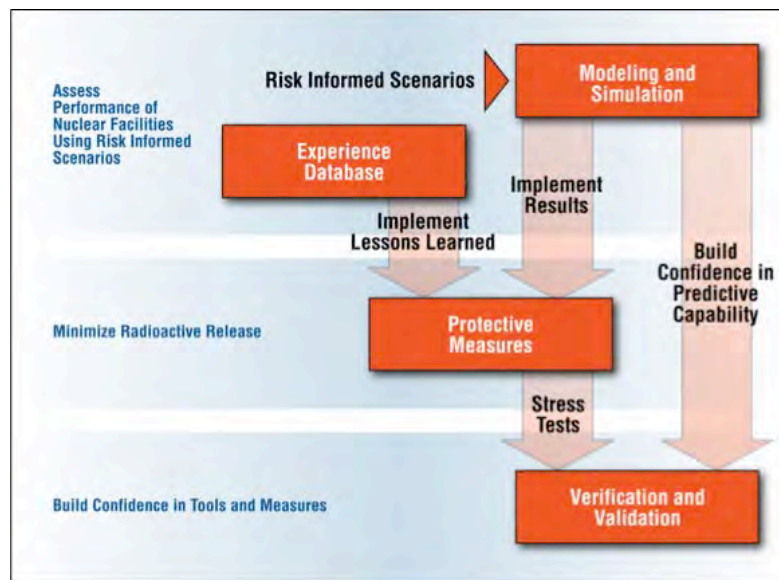 Assess
Performance of
Nuclear Facilities
Using Risk Informed
Scenarios
Risk Informed Scenarios
Modeling and
Simulation
Experience
Database
Implement
Lessons Learned
Implement
Results
Build
Confidence in
Predictive
Capability
Minimize Radioactive Release
Protective
Measures
Stress
Tests
Build Confidence in Tools and Measures
Verification and
Validation